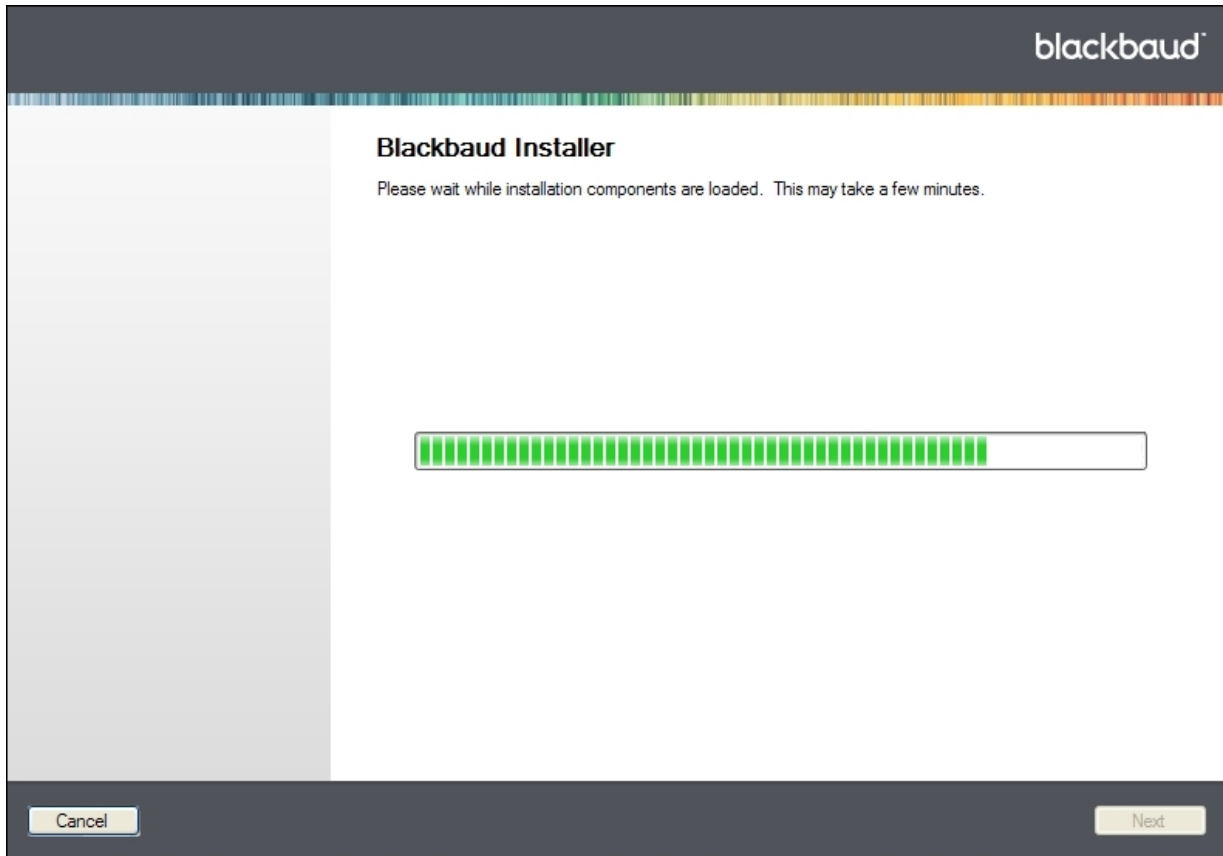 blackbaud
Blackbaud Installer
Please wait while installation components are loaded. This may take a few minutes.
Cancel
Next